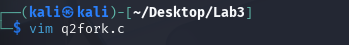 ┌──(kali㉿kali)-[~/Desktop/Lab3]
└─$ vim q2fork.c